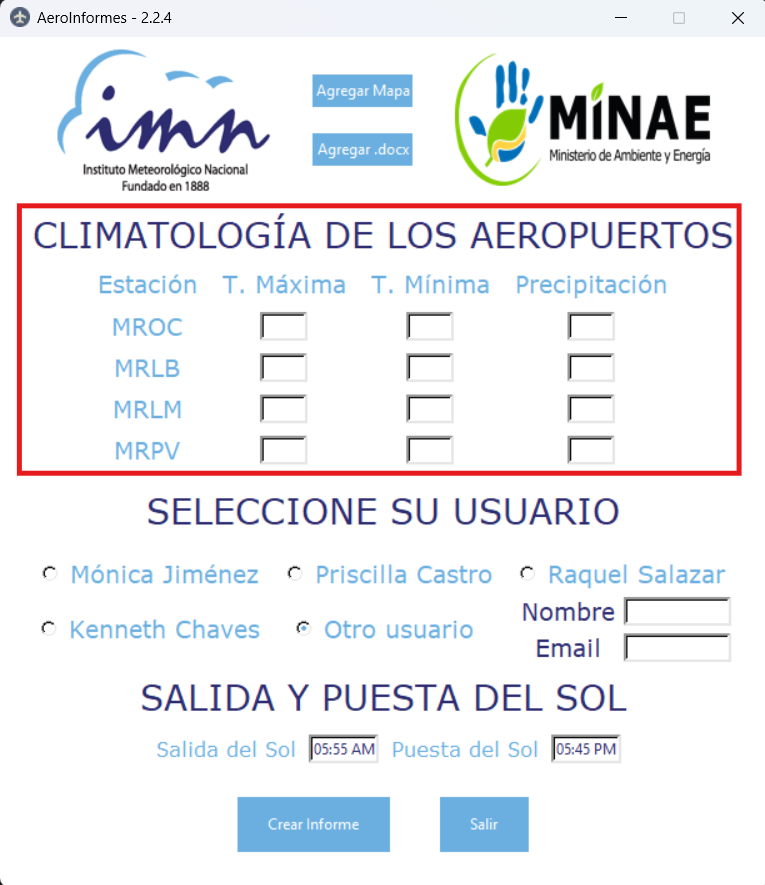 AeroInformes - 2.2.4
imn
Instituto Meteorológico Nacional
Fundado en 1888
Agregar Mapa
Agregar .docx
MINAE
Ministerio de Ambiente y Energía
CLIMATOLOGÍA DE LOS AEROPUERTOS
Estación T. Máxima T. Mínima Precipitación
MROC
MRLB
MRLM
MRPV
SELECCIONE SU USUARIO
Mónica Jiménez Priscilla Castro Raquel Salazar
Kenneth Chaves Otro usuario
Nombre
Email
SALIDA Y PUESTA DEL SOL
Salida del Sol 05:55 AM Puesta del Sol 05:45 PM
Crear Informe Salir